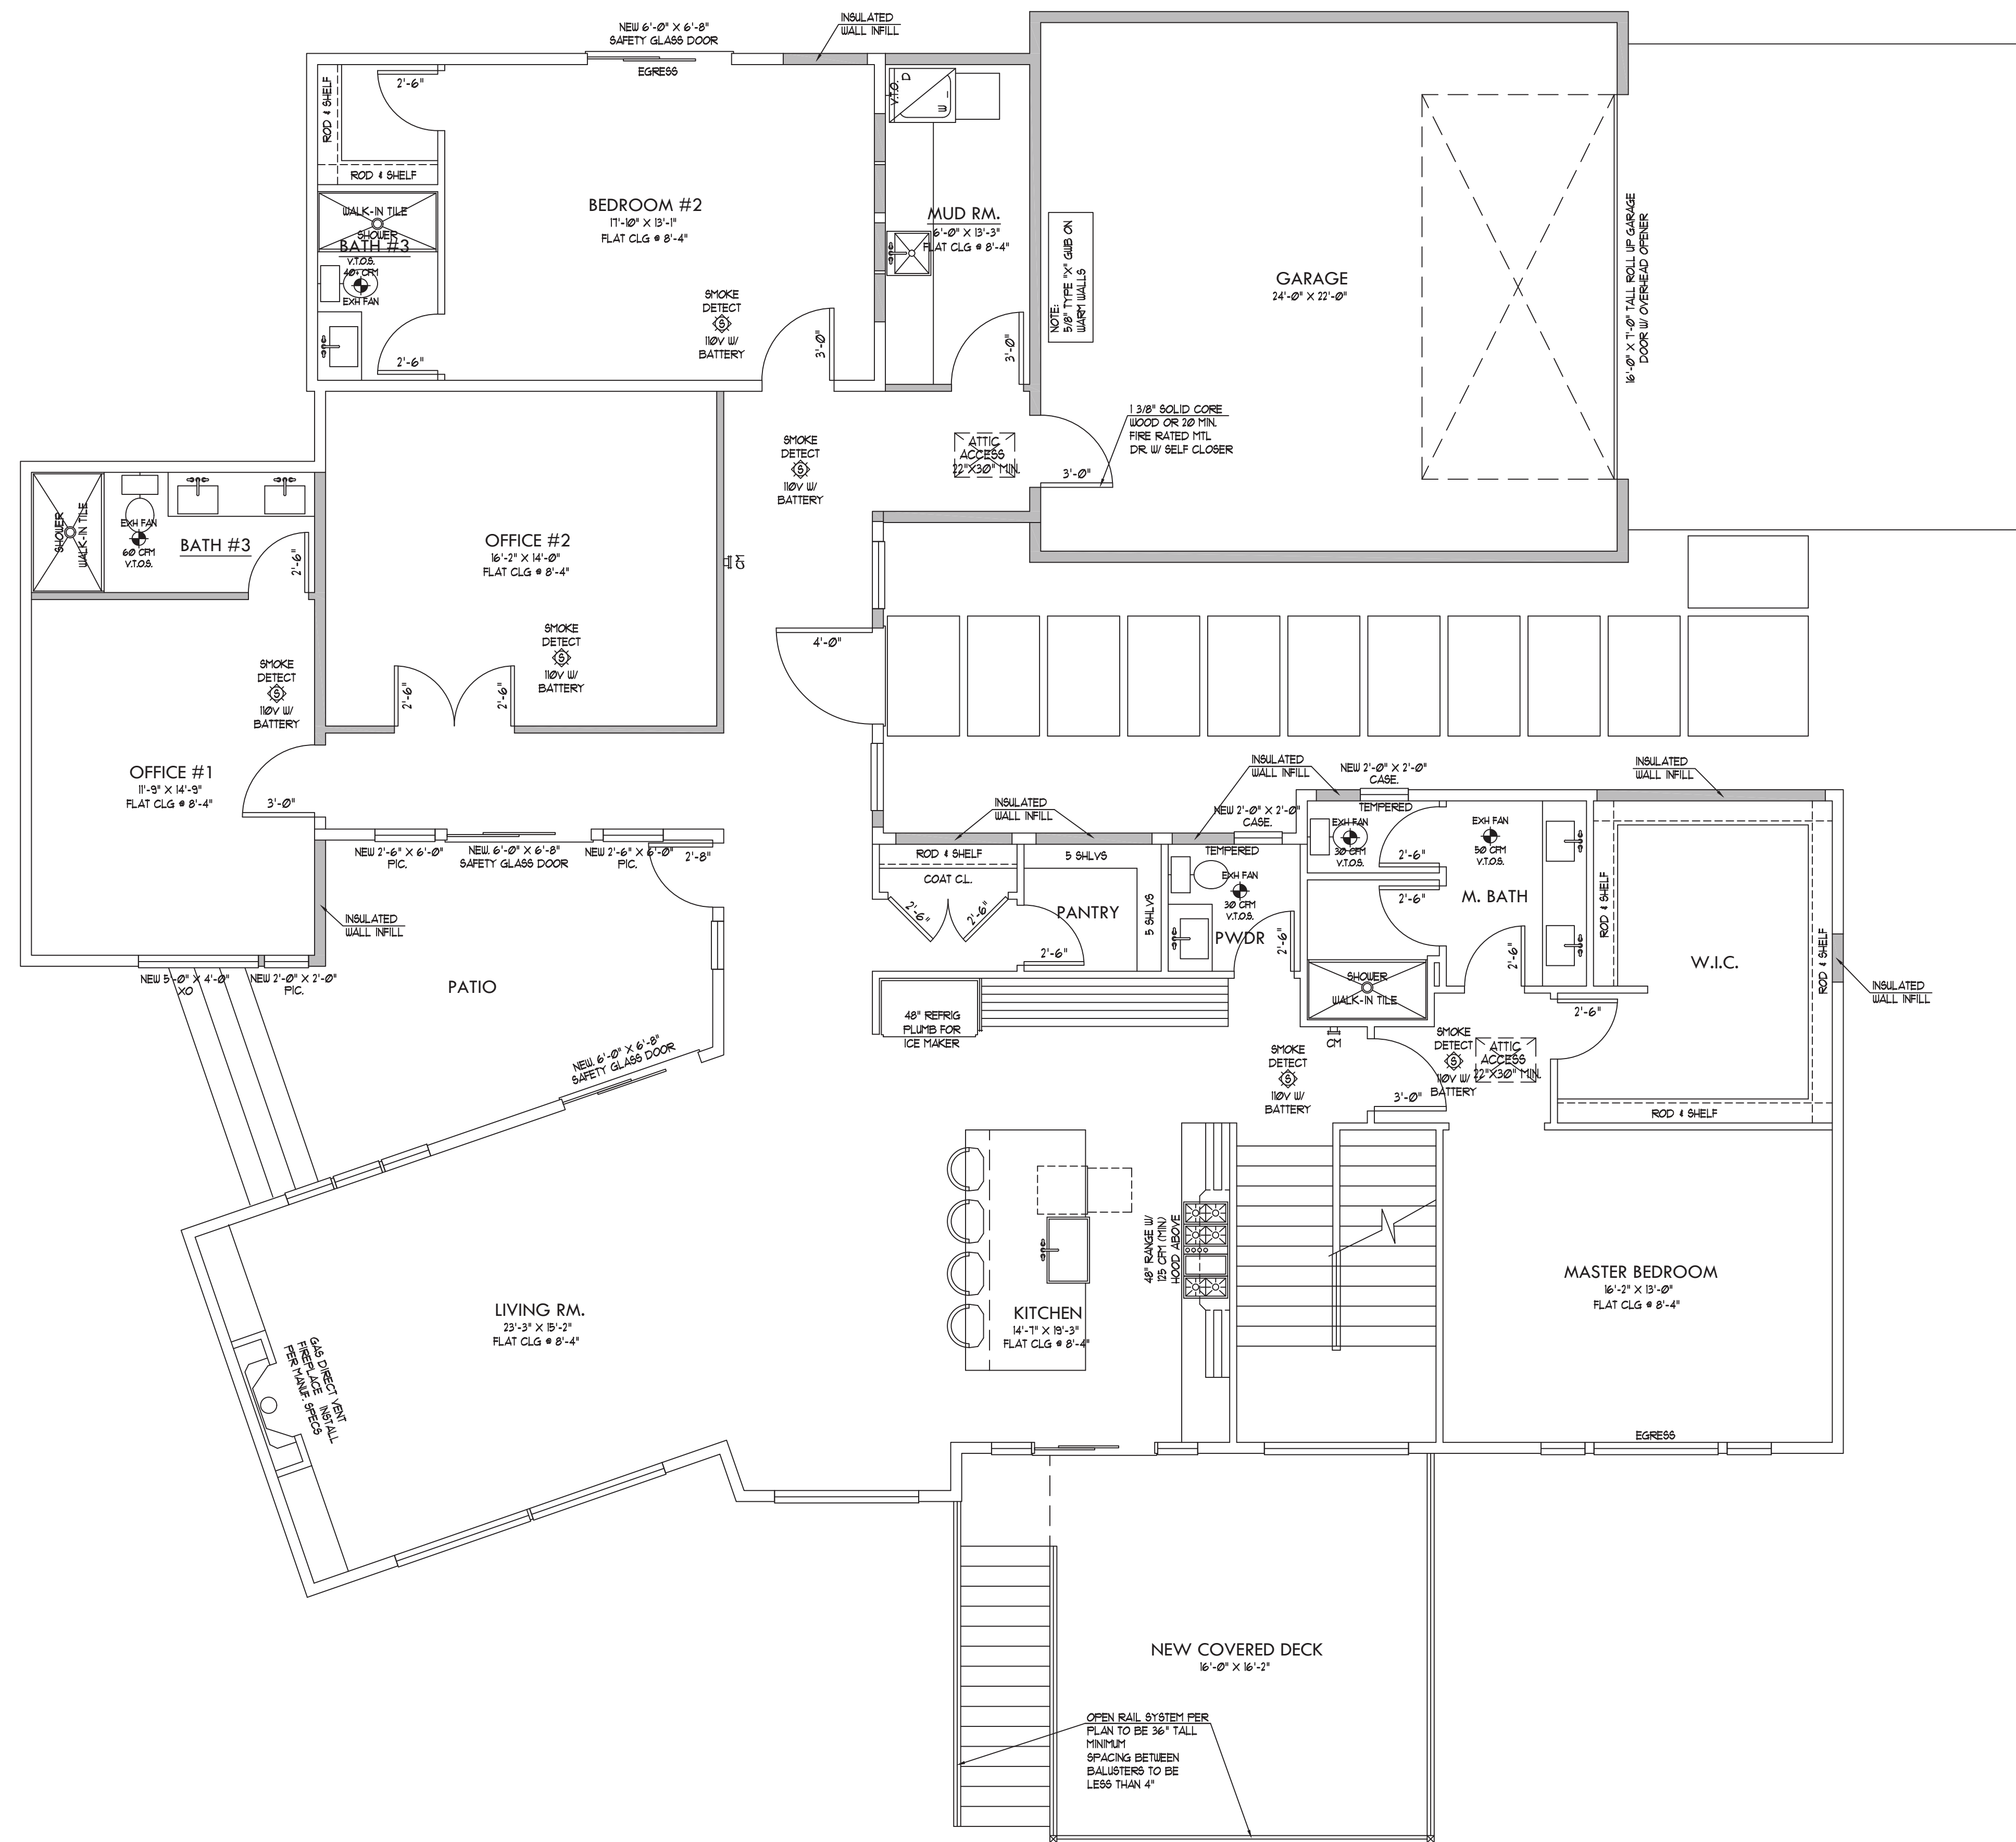 NEW 6'-0" X 6'-8"
SAFETY GLASS DOOR
EGRESS
INSULATED
WALL INFILL
2'-6"
ROD & SHELF
ROD & SHELF
WALK-IN TILE
SHOWER
BATH #3
V.T.O.S.
40+ CFM
EXH FAN
2'-6"
BEDROOM #2
17'-10" X 13'-1"
FLAT CLG @ 8'-4"
SMOKE
DETECT
S
110V W/
BATTERY
3'-0"
V.T.O.
D
W
MUD RM.
6'-0" X 13'-3"
FLAT CLG @ 8'-4"
3'-0"
NOTE:
5/8" TYPE "X" GWB ON
WARM WALLS
GARAGE
24'-0" X 22'-0"
16'-0" X 7'-0" TALL ROLL UP GARAGE
DOOR W/ OVERHEAD OPENER
1 3/8" SOLID CORE
WOOD OR 20 MIN.
FIRE RATED MTL
DR. W/ SELF CLOSER
3'-0"
ATTIC
ACCESS
22"X30" MIN.
SMOKE
DETECT
S
110V W/
BATTERY
SHOWER
WALK-IN TILE
EXH FAN
60 CFM
V.T.O.S.
BATH #3
2'-6"
OFFICE #2
16'-2" X 14'-0"
FLAT CLG @ 8'-4"
CM
SMOKE
DETECT
S
110V W/
BATTERY
2'-6"
2'-6"
4'-0"
SMOKE
DETECT
S
110V W/
BATTERY
OFFICE #1
11'-9" X 14'-9"
FLAT CLG @ 8'-4"
3'-0"
NEW 2'-6" X 6'-0"
PIC.
NEW. 6'-0" X 6'-8"
SAFETY GLASS DOOR
NEW 2'-6" X 6'-0"
PIC.
2'-8"
INSULATED
WALL INFILL
NEW 5'-0" X 4'-0"
XO
NEW 2'-0" X 2'-0"
PIC.
PATIO
NEW. 6'-0" X 6'-8"
SAFETY GLASS DOOR
INSULATED
WALL INFILL
INSULATED
WALL INFILL
NEW 2'-0" X 2'-0"
CASE.
NEW 2'-0" X 2'-0"
CASE.
INSULATED
WALL INFILL
ROD & SHELF
COAT CL.
2'-6"
2'-6"
5 SHLVS
5 SHLVS
PANTRY
2'-6"
TEMPERED
EXH FAN
30 CFM
V.T.O.S.
PWDR
2'-6"
TEMPERED
EXH FAN
30 CFM
V.T.O.S.
2'-6"
2'-6"
EXH FAN
50 CFM
V.T.O.S.
M. BATH
2'-6"
SHOWER
WALK-IN TILE
CM
ROD & SHELF
W.I.C.
ROD & SHELF
INSULATED
WALL INFILL
2'-6"
ROD & SHELF
48" REFRIG
PLUMB FOR
ICE MAKER
SMOKE
DETECT
S
110V W/
BATTERY
SMOKE
DETECT
S
110V W/
BATTERY
ATTIC
ACCESS
22"X30" MIN.
3'-0"
48" RANGE W/
125 CFM (MIN.)
HOOD ABOVE
LIVING RM.
23'-3" X 15'-2"
FLAT CLG @ 8'-4"
GAS DIRECT VENT
FIREPLACE INSTALL
PER MANUF. SPECS
KITCHEN
14'-7" X 19'-3"
FLAT CLG @ 8'-4"
MASTER BEDROOM
16'-2" X 13'-0"
FLAT CLG @ 8'-4"
EGRESS
NEW COVERED DECK
16'-0" X 16'-2"
OPEN RAIL SYSTEM PER
PLAN TO BE 36" TALL
MINIMUM
SPACING BETWEEN
BALUSTERS TO BE
LESS THAN 4"